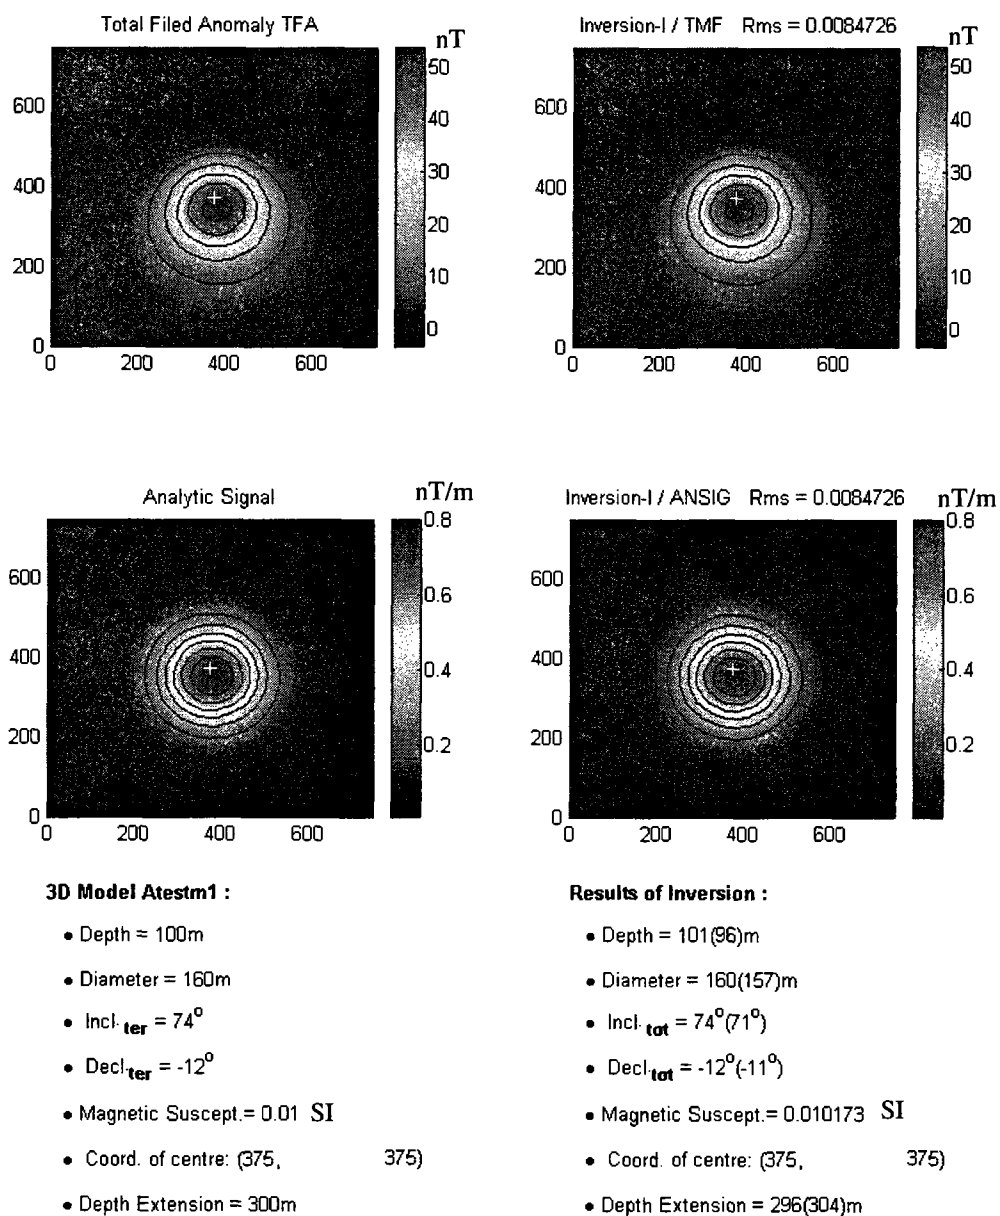 Total Filed Anomaly TFA
nT
50
40
30
20
10
0
600
400
200
0
0 200 400 600
Inversion-I / TMF Rms = 0.0084726
nT
50
40
30
20
10
0
600
400
200
0
0 200 400 600
Analytic Signal
nT/m
0.8
0.6
0.4
0.2
600
400
200
0
0 200 400 600
Inversion-I / ANSIG Rms = 0.0084726
nT/m
0.8
0.6
0.4
0.2
600
400
200
0
0 200 400 600
3D Model Atestm1 :
• Depth = 100m
• Diameter = 160m
• Incl. ter = 74°
• Decl.ter = -12°
• Magnetic Suscept.= 0.01 SI
• Coord. of centre: (375, 375)
• Depth Extension = 300m
Results of Inversion :
• Depth = 101(96)m
• Diameter = 160(157)m
• Incl. tot = 74°(71°)
• Decl.tot = -12°(-11°)
• Magnetic Suscept.= 0.010173 SI
• Coord. of centre: (375, 375)
• Depth Extension = 296(304)m